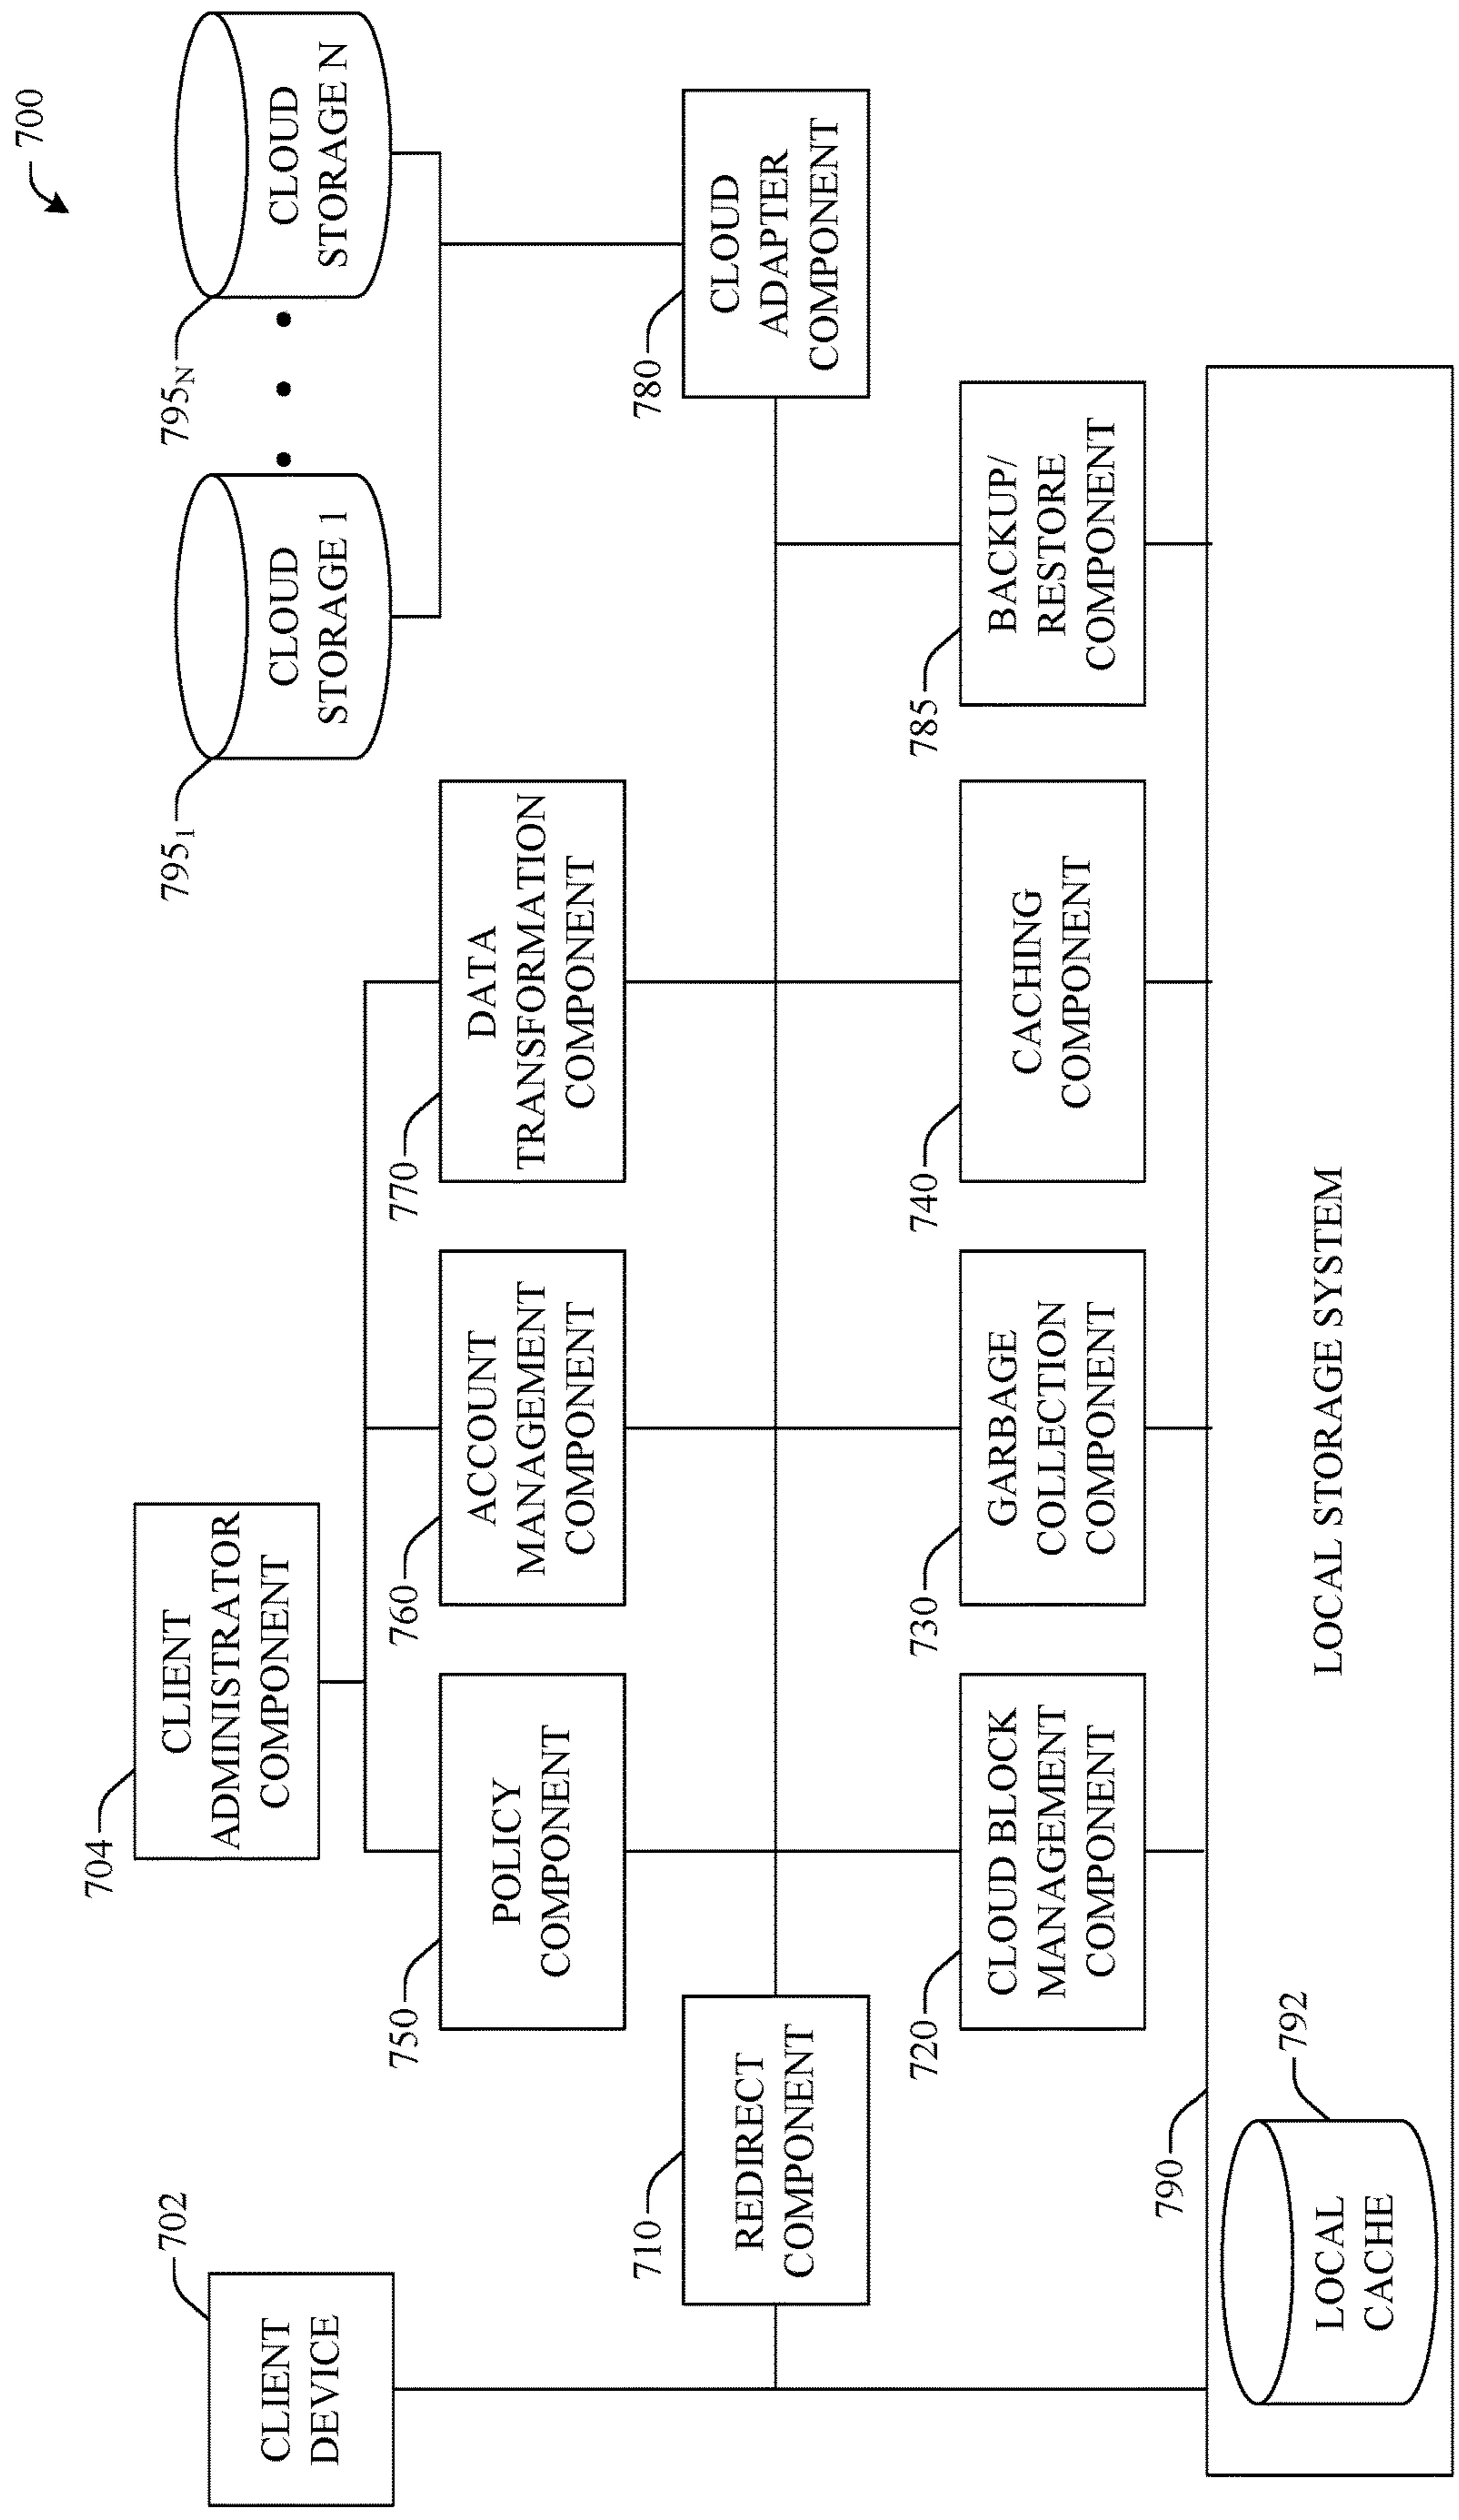 700
702
CLIENT
DEVICE
704
CLIENT
ADMINISTRATOR
COMPONENT
795₁
CLOUD
STORAGE 1
795N
CLOUD
STORAGE N
750
POLICY
COMPONENT
760
ACCOUNT
MANAGEMENT
COMPONENT
770
DATA
TRANSFORMATION
COMPONENT
710
REDIRECT
COMPONENT
780
CLOUD
ADAPTER
COMPONENT
720
CLOUD BLOCK
MANAGEMENT
COMPONENT
730
GARBAGE
COLLECTION
COMPONENT
740
CACHING
COMPONENT
785
BACKUP/
RESTORE
COMPONENT
790
792
LOCAL
CACHE
LOCAL STORAGE SYSTEM